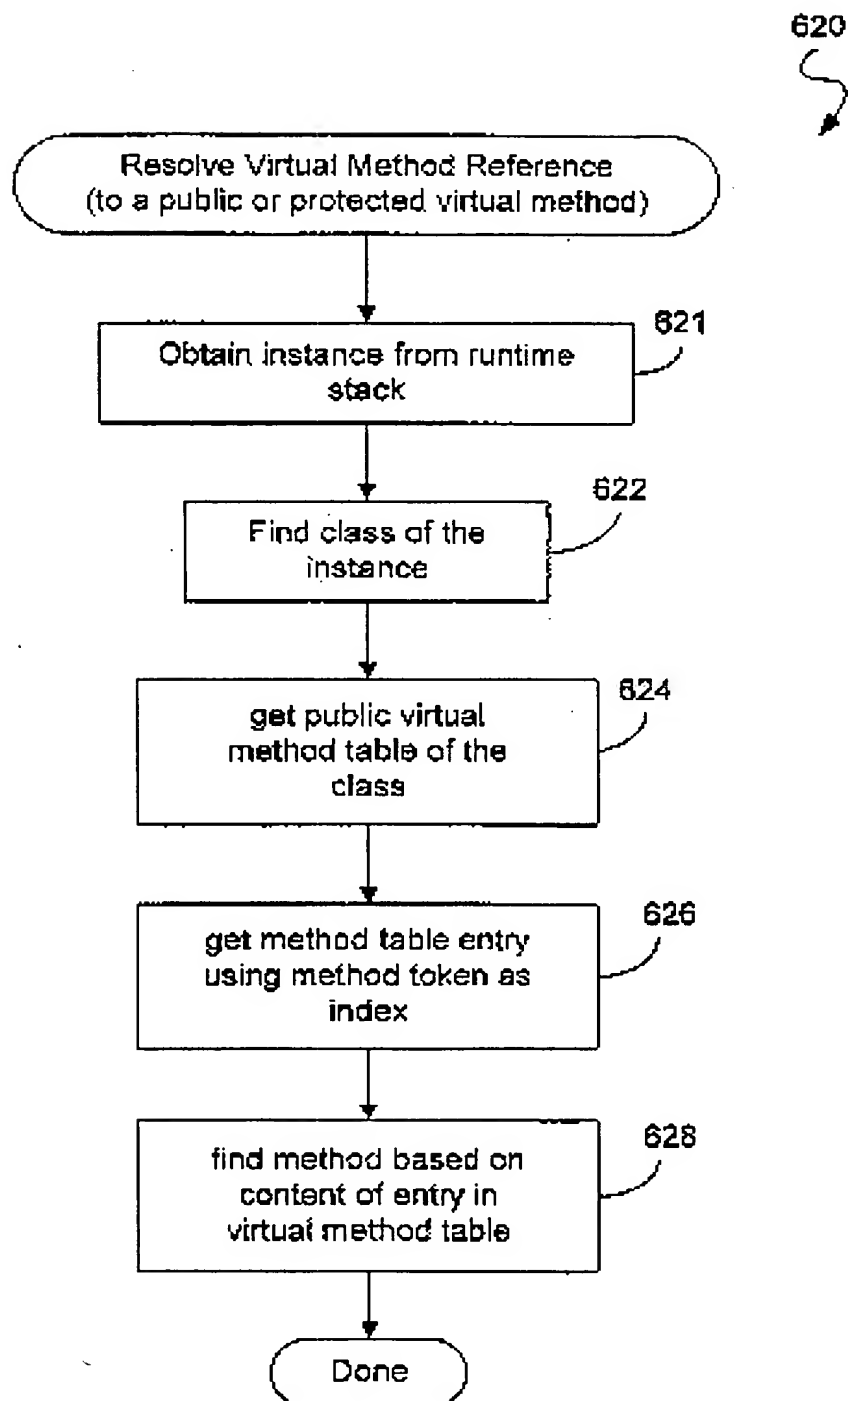 620
Resolve Virtual Method Reference
(to a public or protected virtual method)
621
Obtain instance from runtime
stack
622
Find class of the
instance
624
get public virtual
method table of the
class
626
get method table entry
using method token as
index
628
find method based on
content of entry in
virtual method table
Done